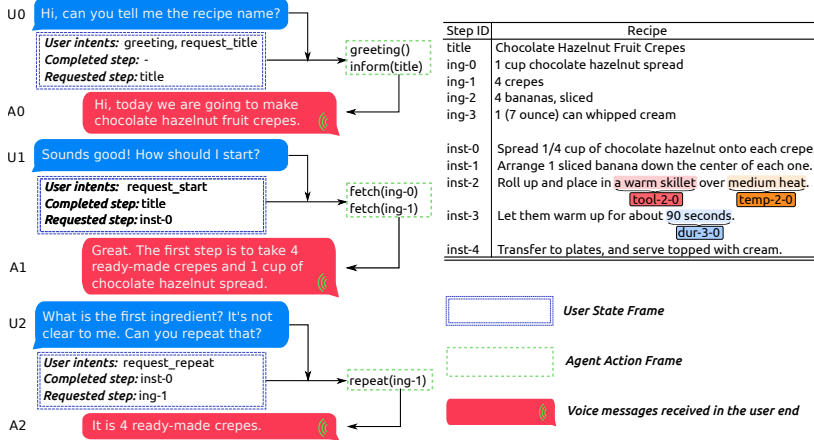 U0
Hi, can you tell me the recipe name?
User intents: greeting, request_title
Completed step: -
Requested step: title
greeting()
inform(title)
A0
Hi, today we are going to make
chocolate hazelnut fruit crepes.
U1
Sounds good! How should I start?
User intents: request_start
Completed step: title
Requested step: inst-0
fetch(ing-0)
fetch(ing-1)
A1
Great. The first step is to take 4
ready-made crepes and 1 cup of
chocolate hazelnut spread.
U2
What is the first ingredient? It's not
clear to me. Can you repeat that?
User intents: request_repeat
Completed step: inst-0
Requested step: ing-1
repeat(ing-1)
A2
It is 4 ready-made crepes.
Step ID Recipe
title Chocolate Hazelnut Fruit Crepes
ing-0 1 cup chocolate hazelnut spread
ing-1 4 crepes
ing-2 4 bananas, sliced
ing-3 1 (7 ounce) can whipped cream
inst-0 Spread 1/4 cup of chocolate hazelnut onto each crepe
inst-1 Arrange 1 sliced banana down the center of each one.
inst-2 Roll up and place in a warm skillet over medium heat.
tool-2-0 temp-2-0
inst-3 Let them warm up for about 90 seconds.
dur-3-0
inst-4 Transfer to plates, and serve topped with cream.
User State Frame
Agent Action Frame
Voice messages received in the user end